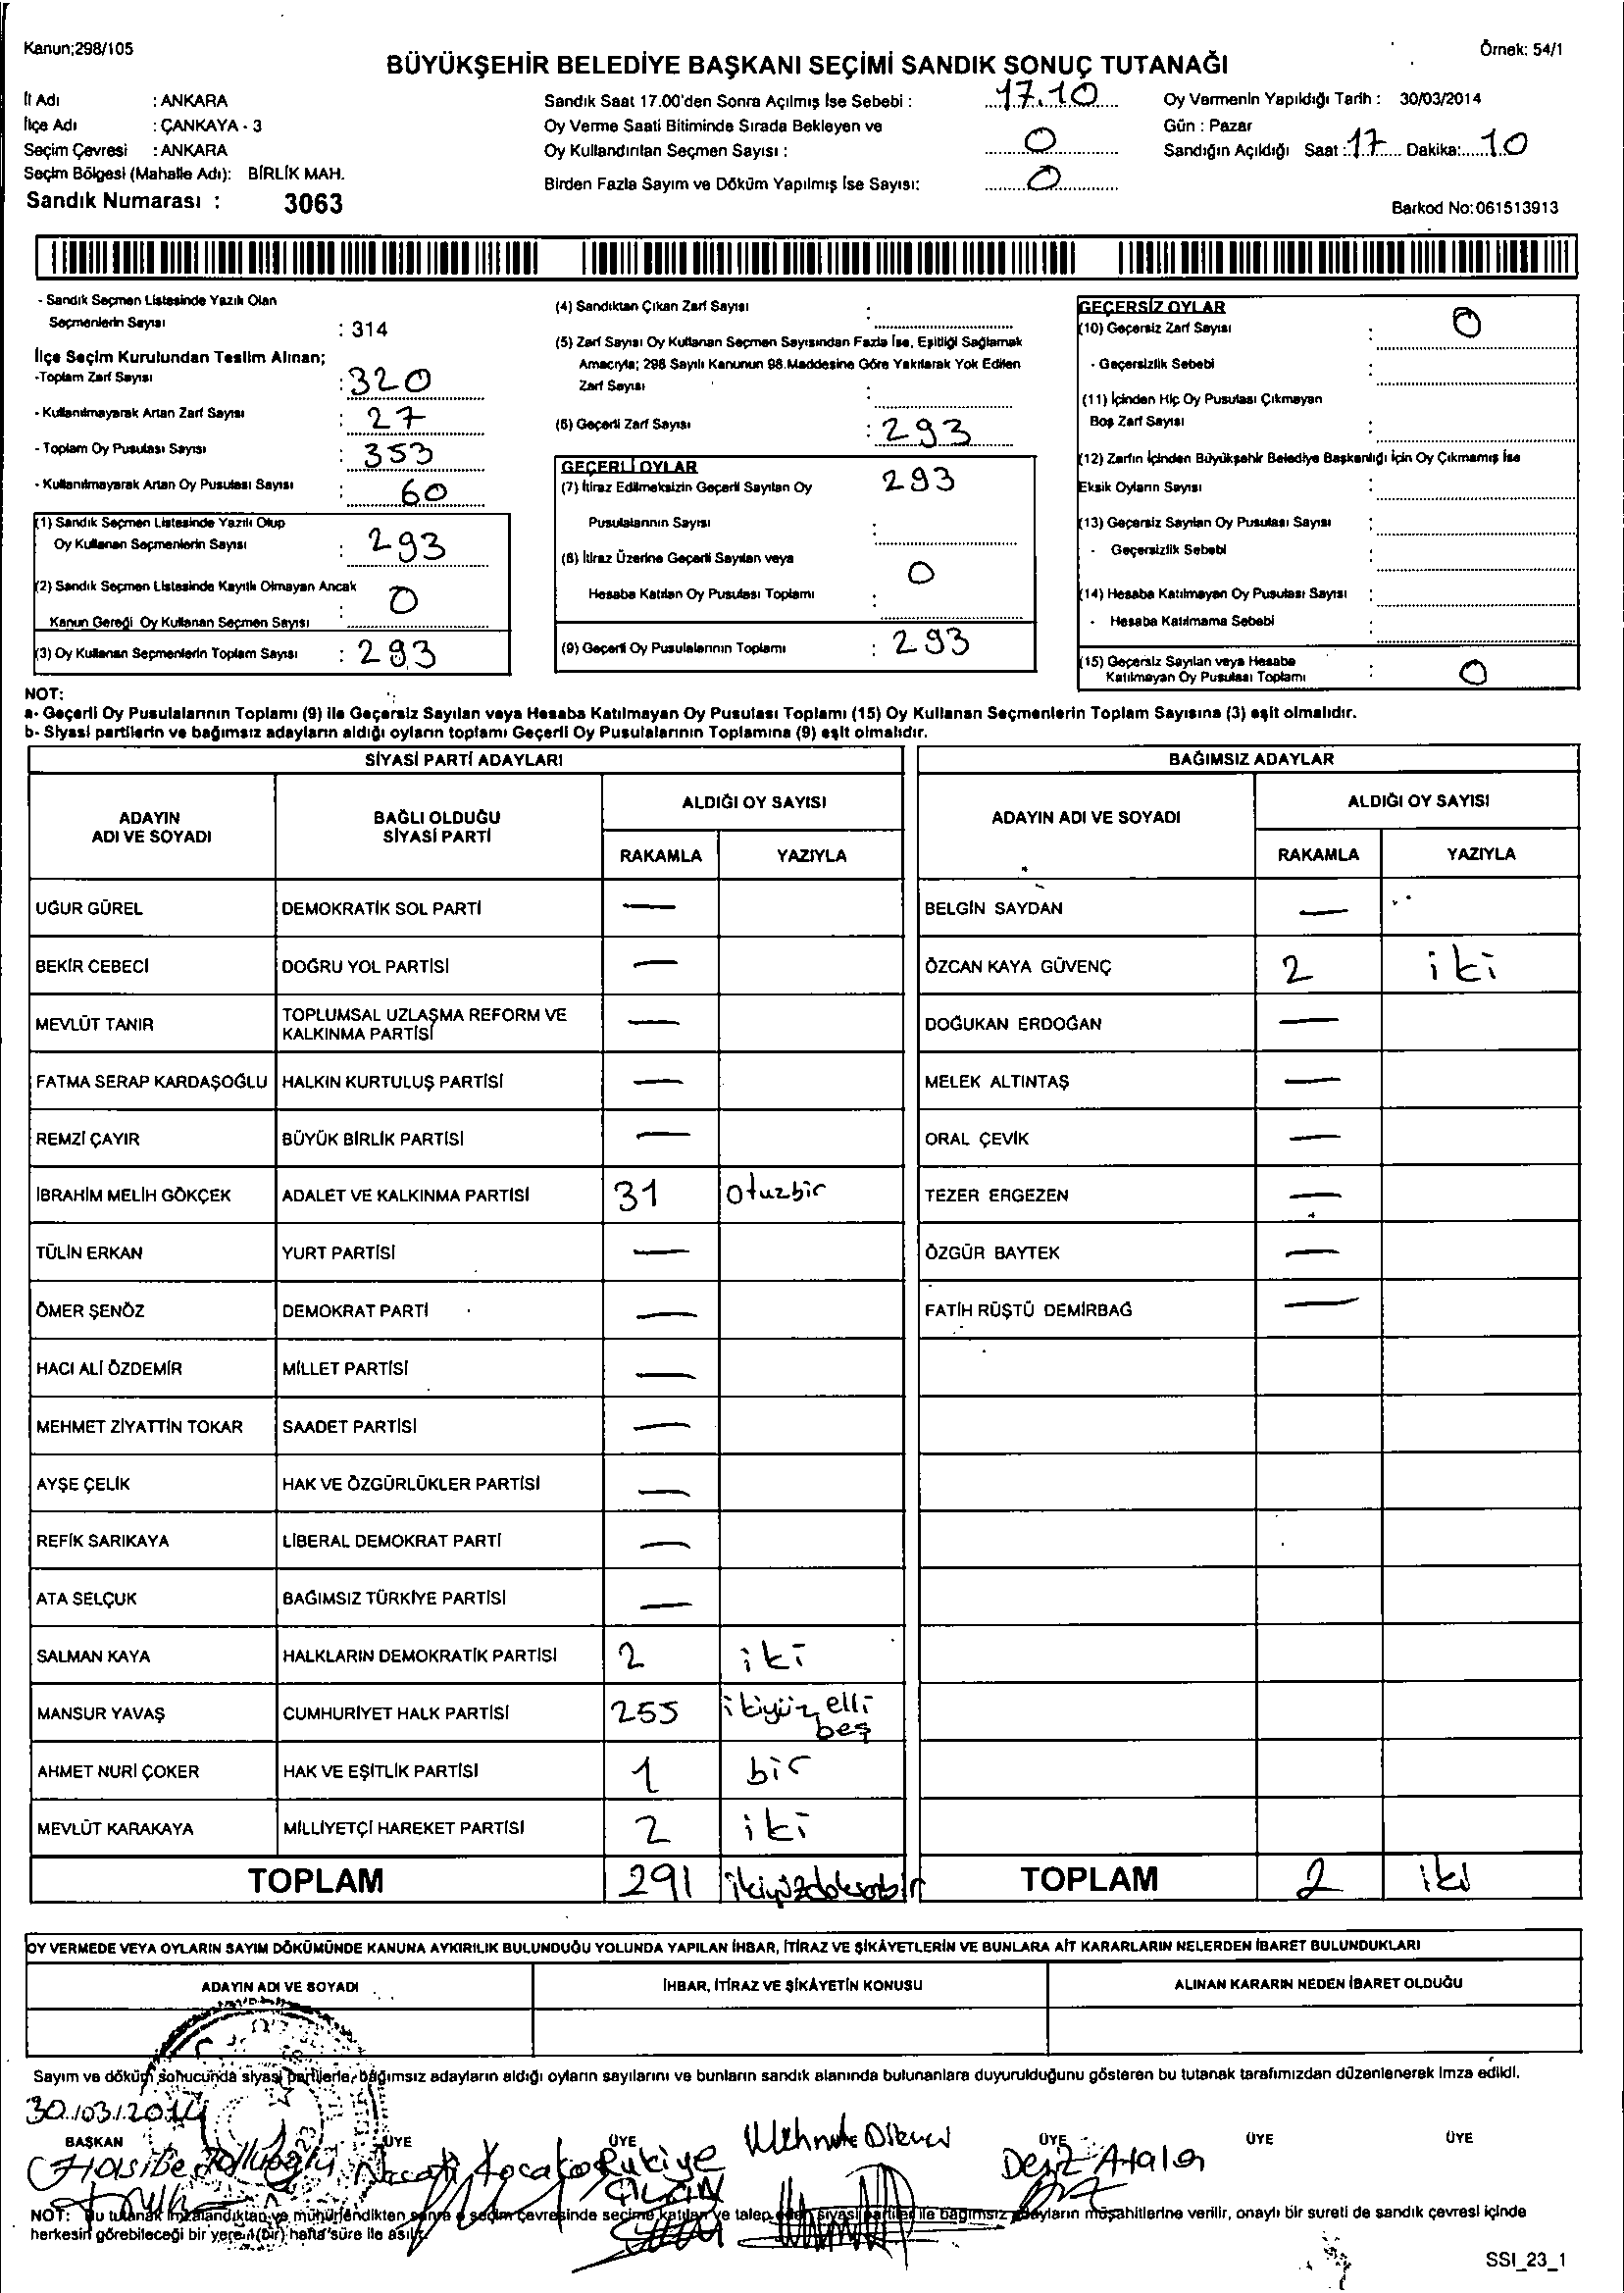 Kanun;298/105
Örnek: 54/1
BÜYÜKŞEHİR BELEDİYE BAŞKANI SEÇİMİ SANDIK SONUÇ TUTANAĞI
İl Adı : ANKARA
İlçe Adı : ÇANKAYA - 3
Seçim Çevresi : ANKARA
Seçim Bölgesi (Mahalle Adı): BİRLİK MAH.
Sandık Numarası : 3063
Sandık Saat 17.00'den Sonra Açılmış İse Sebebi : 17.10
Oy Verme Saati Bitiminde Sırada Bekleyen ve
Oy Kullandırılan Seçmen Sayısı : 0
Birden Fazla Sayım ve Döküm Yapılmış İse Sayısı: 0
Oy Vermenin Yapıldığı Tarih : 30/03/2014
Gün : Pazar
Sandığın Açıldığı Saat : 17 Dakika: 10
Barkod No:061513913
- Sandık Seçmen Listesinde Yazılı Olan
Seçmenlerin Sayısı : 314
İlçe Seçim Kurulundan Teslim Alınan;
-Toplam Zarf Sayısı : 320
- Kullanılmayarak Artan Zarf Sayısı : 27
- Toplam Oy Pusulası Sayısı : 353
- Kullanılmayarak Artan Oy Pusulası Sayısı : 60
(1) Sandık Seçmen Listesinde Yazılı Olup
Oy Kullanan Seçmenlerin Sayısı : 293
(2) Sandık Seçmen Listesinde Kayıtlı Olmayan Ancak
Kanun Gereği Oy Kullanan Seçmen Sayısı : 0
(3) Oy Kullanan Seçmenlerin Toplam Sayısı : 293
(4) Sandıktan Çıkan Zarf Sayısı :
(5) Zarf Sayısı Oy Kullanan Seçmen Sayısından Fazla İse, Eşitliği Sağlamak
Amacıyla; 298 Sayılı Kanunun 98.Maddesine Göre Yakılarak Yok Edilen
Zarf Sayısı :
(6) Geçerli Zarf Sayısı : 293
GEÇERLİ OYLAR
(7) İtiraz Edilmeksizin Geçerli Sayılan Oy 293
Pusulalarının Sayısı :
(8) İtiraz Üzerine Geçerli Sayılan veya 0
Hesaba Katılan Oy Pusulası Toplamı :
(9) Geçerli Oy Pusulalarının Toplamı : 293
GEÇERSİZ OYLAR
(10) Geçersiz Zarf Sayısı : 0
- Geçersizlik Sebebi :
(11) İçinden Hiç Oy Pusulası Çıkmayan
Boş Zarf Sayısı :
(12) Zarfın İçinden Büyükşehir Belediye Başkanlığı İçin Oy Çıkmamış İse
Eksik Oyların Sayısı :
(13) Geçersiz Sayılan Oy Pusulası Sayısı :
- Geçersizlik Sebebi :
(14) Hesaba Katılmayan Oy Pusulası Sayısı :
- Hesaba Katılmama Sebebi :
(15) Geçersiz Sayılan veya Hesaba
Katılmayan Oy Pusulası Toplamı : 0
NOT:
a- Geçerli Oy Pusulalarının Toplamı (9) ile Geçersiz Sayılan veya Hesaba Katılmayan Oy Pusulası Toplamı (15) Oy Kullanan Seçmenlerin Toplam Sayısına (3) eşit olmalıdır.
b- Siyasi partilerin ve bağımsız adayların aldığı oyların toplamı Geçerli Oy Pusulalarının Toplamına (9) eşit olmalıdır.
SİYASİ PARTİ ADAYLARI
ADAYIN ADI VE SOYADI BAĞLI OLDUĞU SİYASİ PARTİ ALDIĞI OY SAYISI
RAKAMLA YAZIYLA
UĞUR GÜREL DEMOKRATİK SOL PARTİ —
BEKİR CEBECİ DOĞRU YOL PARTİSİ —
MEVLÜT TANIR TOPLUMSAL UZLAŞMA REFORM VE KALKINMA PARTİSİ —
FATMA SERAP KARDAŞOĞLU HALKIN KURTULUŞ PARTİSİ —
REMZİ ÇAYIR BÜYÜK BİRLİK PARTİSİ —
İBRAHİM MELİH GÖKÇEK ADALET VE KALKINMA PARTİSİ 31 otuzbir
TÜLİN ERKAN YURT PARTİSİ —
ÖMER ŞENÖZ DEMOKRAT PARTİ —
HACI ALİ ÖZDEMİR MİLLET PARTİSİ —
MEHMET ZİYATTİN TOKAR SAADET PARTİSİ —
AYŞE ÇELİK HAK VE ÖZGÜRLÜKLER PARTİSİ —
REFİK SARIKAYA LİBERAL DEMOKRAT PARTİ —
ATA SELÇUK BAĞIMSIZ TÜRKİYE PARTİSİ —
SALMAN KAYA HALKLARIN DEMOKRATİK PARTİSİ 2 iki
MANSUR YAVAŞ CUMHURİYET HALK PARTİSİ 255 ikiyüz elli beş
AHMET NURİ ÇOKER HAK VE EŞİTLİK PARTİSİ 1 bir
MEVLÜT KARAKAYA MİLLİYETÇİ HAREKET PARTİSİ 2 iki
TOPLAM 291 ikiyüzdoksabir
BAĞIMSIZ ADAYLAR
ADAYIN ADI VE SOYADI ALDIĞI OY SAYISI
RAKAMLA YAZIYLA
BELGİN SAYDAN —
ÖZCAN KAYA GÜVENÇ 2 iki
DOĞUKAN ERDOĞAN —
MELEK ALTINTAŞ —
ORAL ÇEVİK —
TEZER ERGEZEN —
ÖZGÜR BAYTEK —
FATİH RÜŞTÜ DEMİRBAĞ —
TOPLAM 2 iki
OY VERMEDE VEYA OYLARIN SAYIM DÖKÜMÜNDE KANUNA AYKIRILIK BULUNDUĞU YOLUNDA YAPILAN İHBAR, İTİRAZ VE ŞİKÂYETLERİN VE BUNLARA AİT KARARLARIN NELERDEN İBARET BULUNDUKLARI
ADAYIN ADI VE SOYADI İHBAR, İTİRAZ VE ŞİKÂYETİN KONUSU ALINAN KARARIN NEDEN İBARET OLDUĞU
Sayım ve döküm sonucunda siyasi partilerle, bağımsız adayların aldığı oyların sayılarını ve bunların sandık alanında bulunanlara duyurulduğunu gösteren bu tutanak tarafımızdan düzenlenerek imza edildi.
30/03/2014
BAŞKAN ÜYE ÜYE ÜYE ÜYE ÜYE
Hasibe Rukiye Deniz Atala
NOT: Bu tutanak imzalandıktan ve mühürlendikten sonra o seçim çevresinde seçime katılan ve talep eden siyasi partiler ile bağımsız adayların müşahitlerine verilir, onaylı bir sureti de sandık çevresi içinde
herkesin görebileceği bir yere 1(bir) hafta süre ile asılır.
SSI_23_1